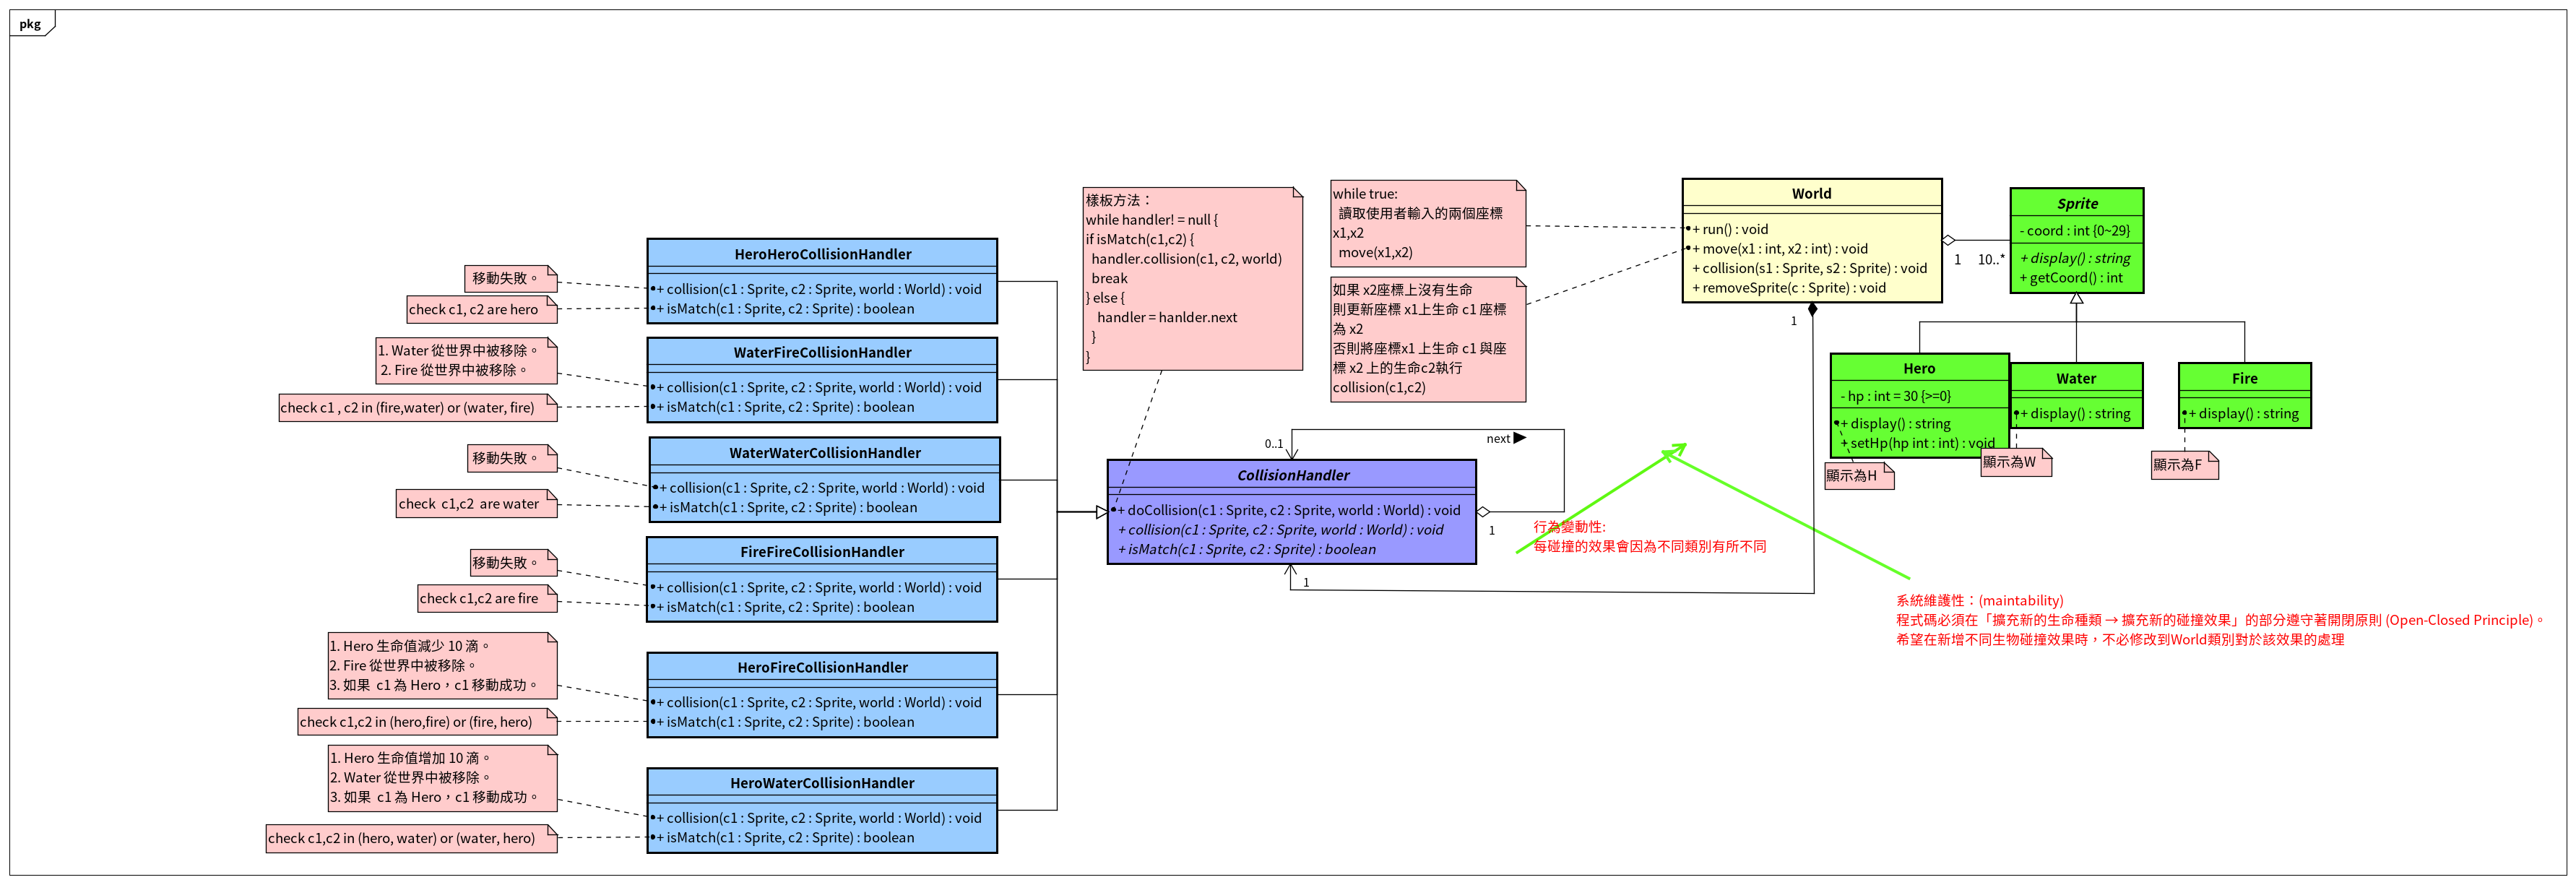 pkg
移動失敗。
check c1, c2 are hero
HeroHeroCollisionHandler
+ collision(c1 : Sprite, c2 : Sprite, world : World) : void
+ isMatch(c1 : Sprite, c2 : Sprite) : boolean
1. Water 從世界中被移除。
2. Fire 從世界中被移除。
check c1 , c2 in (fire,water) or (water, fire)
WaterFireCollisionHandler
+ collision(c1 : Sprite, c2 : Sprite, world : World) : void
+ isMatch(c1 : Sprite, c2 : Sprite) : boolean
移動失敗。
check  c1,c2  are water
WaterWaterCollisionHandler
+ collision(c1 : Sprite, c2 : Sprite, world : World) : void
+ isMatch(c1 : Sprite, c2 : Sprite) : boolean
移動失敗。
check c1,c2 are fire
FireFireCollisionHandler
+ collision(c1 : Sprite, c2 : Sprite, world : World) : void
+ isMatch(c1 : Sprite, c2 : Sprite) : boolean
1. Hero 生命值減少 10 滴。
2. Fire 從世界中被移除。
3. 如果  c1 為 Hero，c1 移動成功。
check c1,c2 in (hero,fire) or (fire, hero)
HeroFireCollisionHandler
+ collision(c1 : Sprite, c2 : Sprite, world : World) : void
+ isMatch(c1 : Sprite, c2 : Sprite) : boolean
1. Hero 生命值增加 10 滴。
2. Water 從世界中被移除。
3. 如果  c1 為 Hero，c1 移動成功。
check c1,c2 in (hero, water) or (water, hero)
HeroWaterCollisionHandler
+ collision(c1 : Sprite, c2 : Sprite, world : World) : void
+ isMatch(c1 : Sprite, c2 : Sprite) : boolean
樣板方法：
while handler! = null {
if isMatch(c1,c2) {
handler.collision(c1, c2, world)
break
} else {
handler = hanlder.next
}
}
while true:
讀取使用者輸入的兩個座標
x1,x2
move(x1,x2)
如果 x2座標上沒有生命
則更新座標 x1上生命 c1 座標
為 x2
否則將座標x1 上生命 c1 與座
標 x2 上的生命c2執行
collision(c1,c2)
0..1
next
CollisionHandler
+ doCollision(c1 : Sprite, c2 : Sprite, world : World) : void
+ collision(c1 : Sprite, c2 : Sprite, world : World) : void
+ isMatch(c1 : Sprite, c2 : Sprite) : boolean
1
1
World
+ run() : void
+ move(x1 : int, x2 : int) : void
+ collision(s1 : Sprite, s2 : Sprite) : void
+ removeSprite(c : Sprite) : void
1
1
10..*
Sprite
- coord : int {0~29}
+ display() : string
+ getCoord() : int
Hero
- hp : int = 30 {>=0}
+ display() : string
+ setHp(hp int : int) : void
顯示為H
Water
+ display() : string
顯示為W
Fire
+ display() : string
顯示為F
行為變動性:
每碰撞的效果會因為不同類別有所不同
系統維護性：(maintability)
程式碼必須在「擴充新的生命種類 → 擴充新的碰撞效果」的部分遵守著開閉原則 (Open-Closed Principle)。
希望在新增不同生物碰撞效果時，不必修改到World類別對於該效果的處理